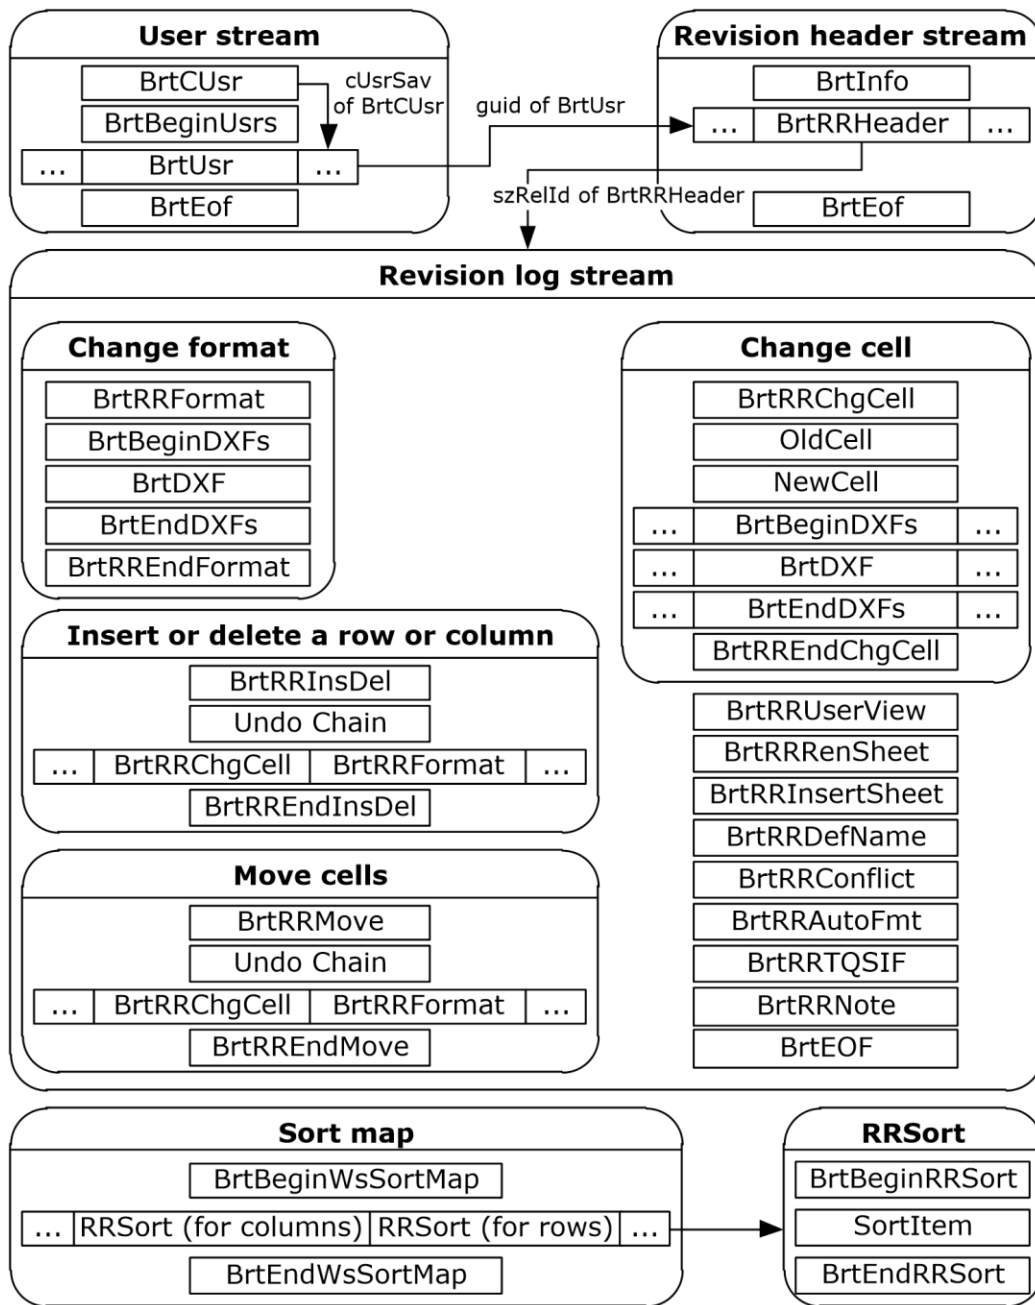 User stream
BrtCUsr
BrtBeginUsrs
... BrtUsr ...
BrtEof
cUsrSav
of BrtCUsr
guid of BrtUsr
Revision header stream
BrtInfo
... BrtRRHeader ...
BrtEof
szRelId of BrtRRHeader
Revision log stream
Change format
BrtRRFormat
BrtBeginDXFs
BrtDXF
BrtEndDXFs
BrtRREndFormat
Insert or delete a row or column
BrtRRInsDel
Undo Chain
... BrtRRChgCell BrtRRFormat ...
BrtRREndInsDel
Move cells
BrtRRMove
Undo Chain
... BrtRRChgCell BrtRRFormat ...
BrtRREndMove
Change cell
BrtRRChgCell
OldCell
NewCell
... BrtBeginDXFs ...
... BrtDXF ...
... BrtEndDXFs ...
BrtRREndChgCell
BrtRRUserView
BrtRRRenSheet
BrtRRInsertSheet
BrtRRDefName
BrtRRConflict
BrtRRAutoFmt
BrtRRTQSIF
BrtRRNote
BrtEOF
Sort map
BrtBeginWsSortMap
... RRSort (for columns) RRSort (for rows) ...
BrtEndWsSortMap
RRSort
BrtBeginRRSort
SortItem
BrtEndRRSort